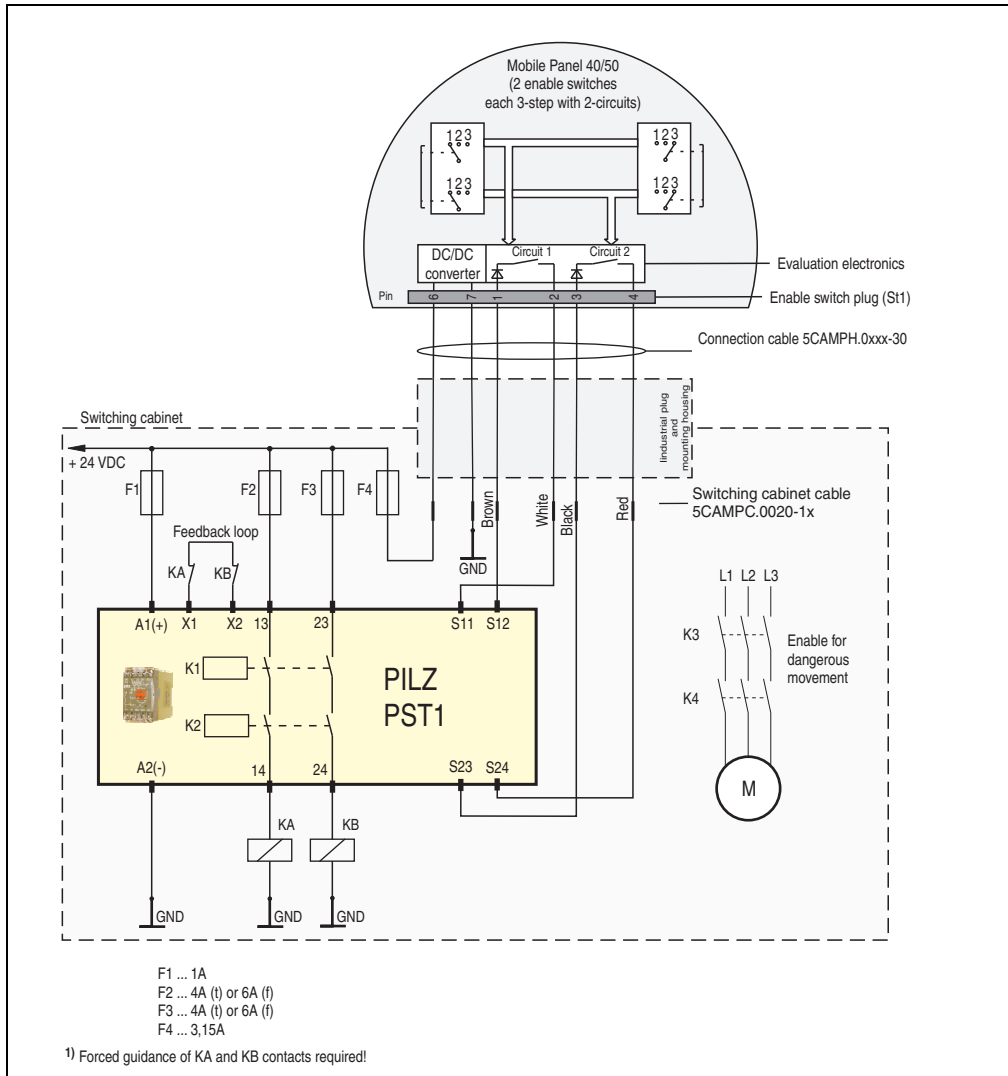 Mobile Panel 40/50
(2 enable switches
each 3-step with 2-circuits)
123
123
123
123
DC/DC
converter
Circuit 1
Circuit 2
Evaluation electronics
Pin
6
7
1
2
3
4
Enable switch plug (St1)
Connection cable 5CAMPH.0xxx-30
Iindustrial plug
and
mounting housing
Switching cabinet
+ 24 VDC
F1
F2
F3
F4
Brown
White
Black
Red
Switching cabinet cable
5CAMPC.0020-1x
Feedback loop
KA
KB
GND
A1(+)
X1
X2
13
23
S11
S12
K1
K2
PILZ
PST1
A2(-)
14
24
S23
S24
L1
L2
L3
K3
K4
Enable for
dangerous
movement
M
KA
KB
GND
GND
GND
F1 ... 1A
F2 ... 4A (t) or 6A (f)
F3 ... 4A (t) or 6A (f)
F4 ... 3,15A
1) Forced guidance of KA and KB contacts required!